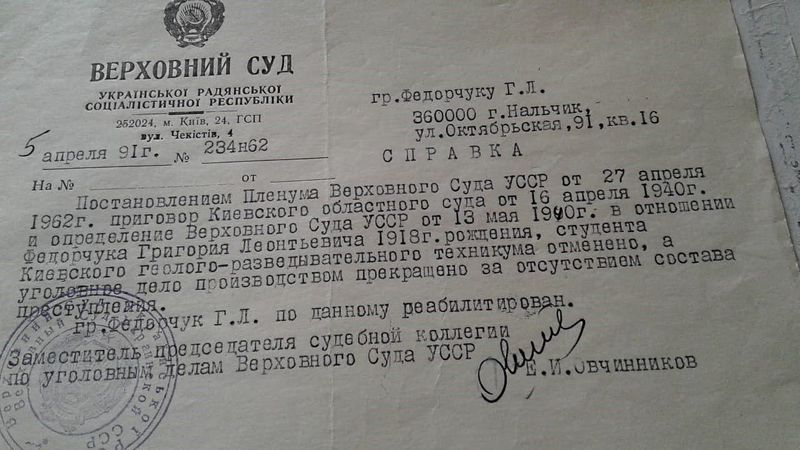 ВЕРХОВНИЙ СУД
УКРАЇНСЬКОЇ РАДЯНСЬКОЇ
СОЦІАЛІСТИЧНОЇ РЕСПУБЛІКИ
252024, м. Київ, 24, ГСП
вул. Чекістів, 4
5 апреля 91г. № 234н62
На № от
гр.Федорчуку Г.Л.
360000 г.Нальчик,
ул.Октябрьская,91,кв.16
СПРАВКА
Постановлением Пленума Верховного Суда УССР от 27 апреля
1962г. приговор Киевского областного суда от 16 апреля 1940г.
и определение Верховного Суда УССР от 13 мая 1940г. в отношении
Федорчука Григория Леонтьевича 1918г.рождения, студента
Киевского геолого-разведывательного техникума отменено, а
уголовное дело производством прекращено за отсутствием состава
преступления.
гр.Федорчук Г.Л. по данному реабилитирован.
Заместитель председателя судебной коллегии
по уголовным делам Верховного Суда УССР
Е.И.Овчинников